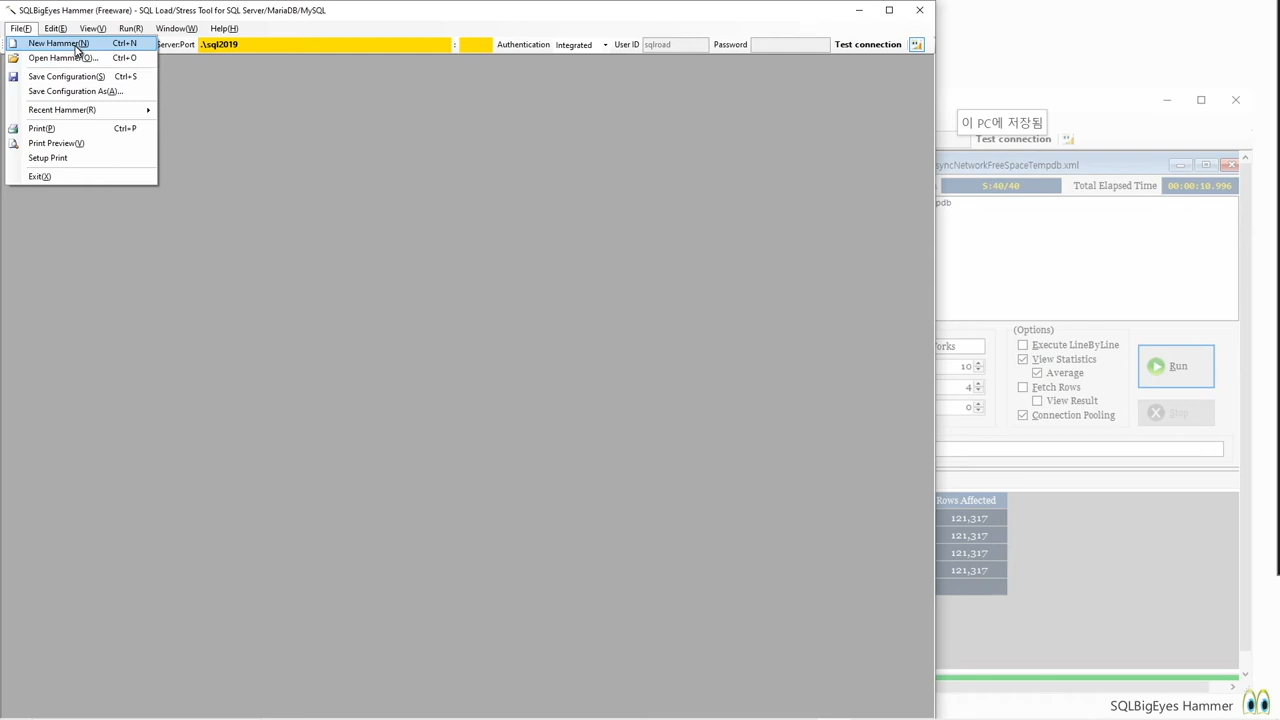 SQLBigEyes Hammer (Freeware) - SQL Load/Stress Tool for SQL Server/MariaDB/MySQL
File(F) Edit(E) View(V) Run(R) Window(W) Help(H)
New Hammer(N) Ctrl+N
Server:Port .\sql2019 : Authentication Integrated User ID sqlroad Password Test connection
Open Hammer(O)... Ctrl+O
Save Configuration(S) Ctrl+S
Save Configuration As(A)...
Recent Hammer(R)
Print(P) Ctrl+P
Print Preview(V)
Setup Print
Exit(X)
이 PC에 저장됨
Test connection
syncNetworkFreeSpaceTempdb.xml
S:40/40 Total Elapsed Time 00:00:10.996
pdb
(Options)
orks
Execute LineByLine
View Statistics
10
Average
Run
4
Fetch Rows
View Result
0
Connection Pooling
Stop
Rows Affected
121,317
121,317
121,317
121,317
SQLBigEyes Hammer